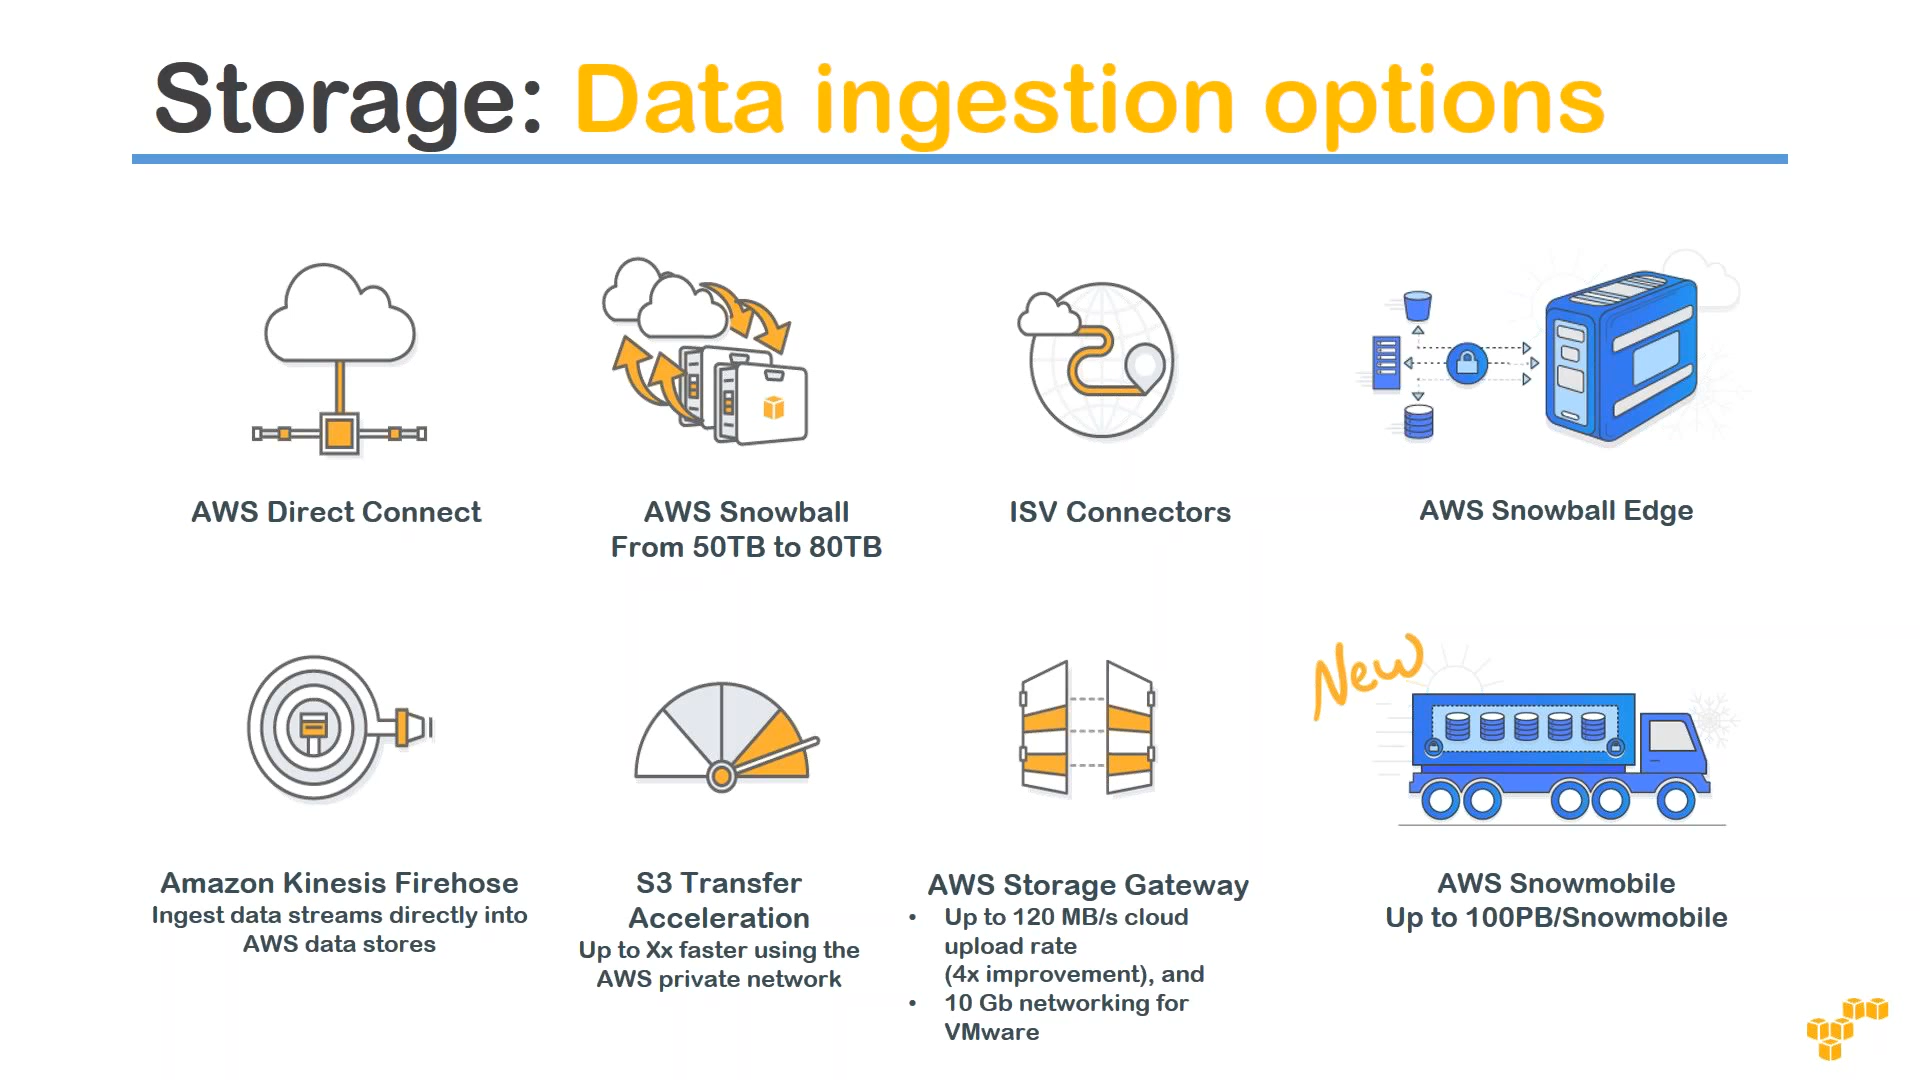 Storage: Data ingestion options
AWS Direct Connect
AWS Snowball
From 50TB to 80TB
ISV Connectors
AWS Snowball Edge
Amazon Kinesis Firehose
Ingest data streams directly into
AWS data stores
S3 Transfer
Acceleration
Up to Xx faster using the
AWS private network
AWS Storage Gateway
• Up to 120 MB/s cloud
upload rate
(4x improvement), and
• 10 Gb networking for
VMware
New
AWS Snowmobile
Up to 100PB/Snowmobile